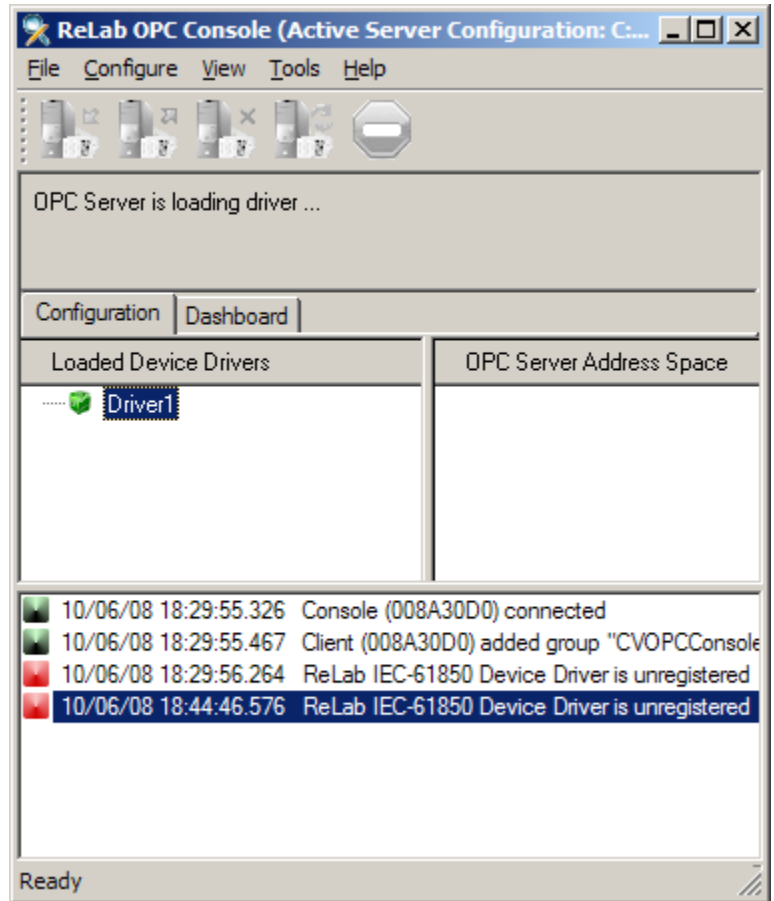 ReLab OPC Console (Active Server Configuration: C:...
File Configure View Tools Help
OPC Server is loading driver ...
Configuration Dashboard
Loaded Device Drivers OPC Server Address Space
Driver1
10/06/08 18:29:55.326 Console (008A30D0) connected
10/06/08 18:29:55.467 Client (008A30D0) added group "CVOPCConsole
10/06/08 18:29:56.264 ReLab IEC-61850 Device Driver is unregistered
10/06/08 18:44:46.576 ReLab IEC-61850 Device Driver is unregistered
Ready